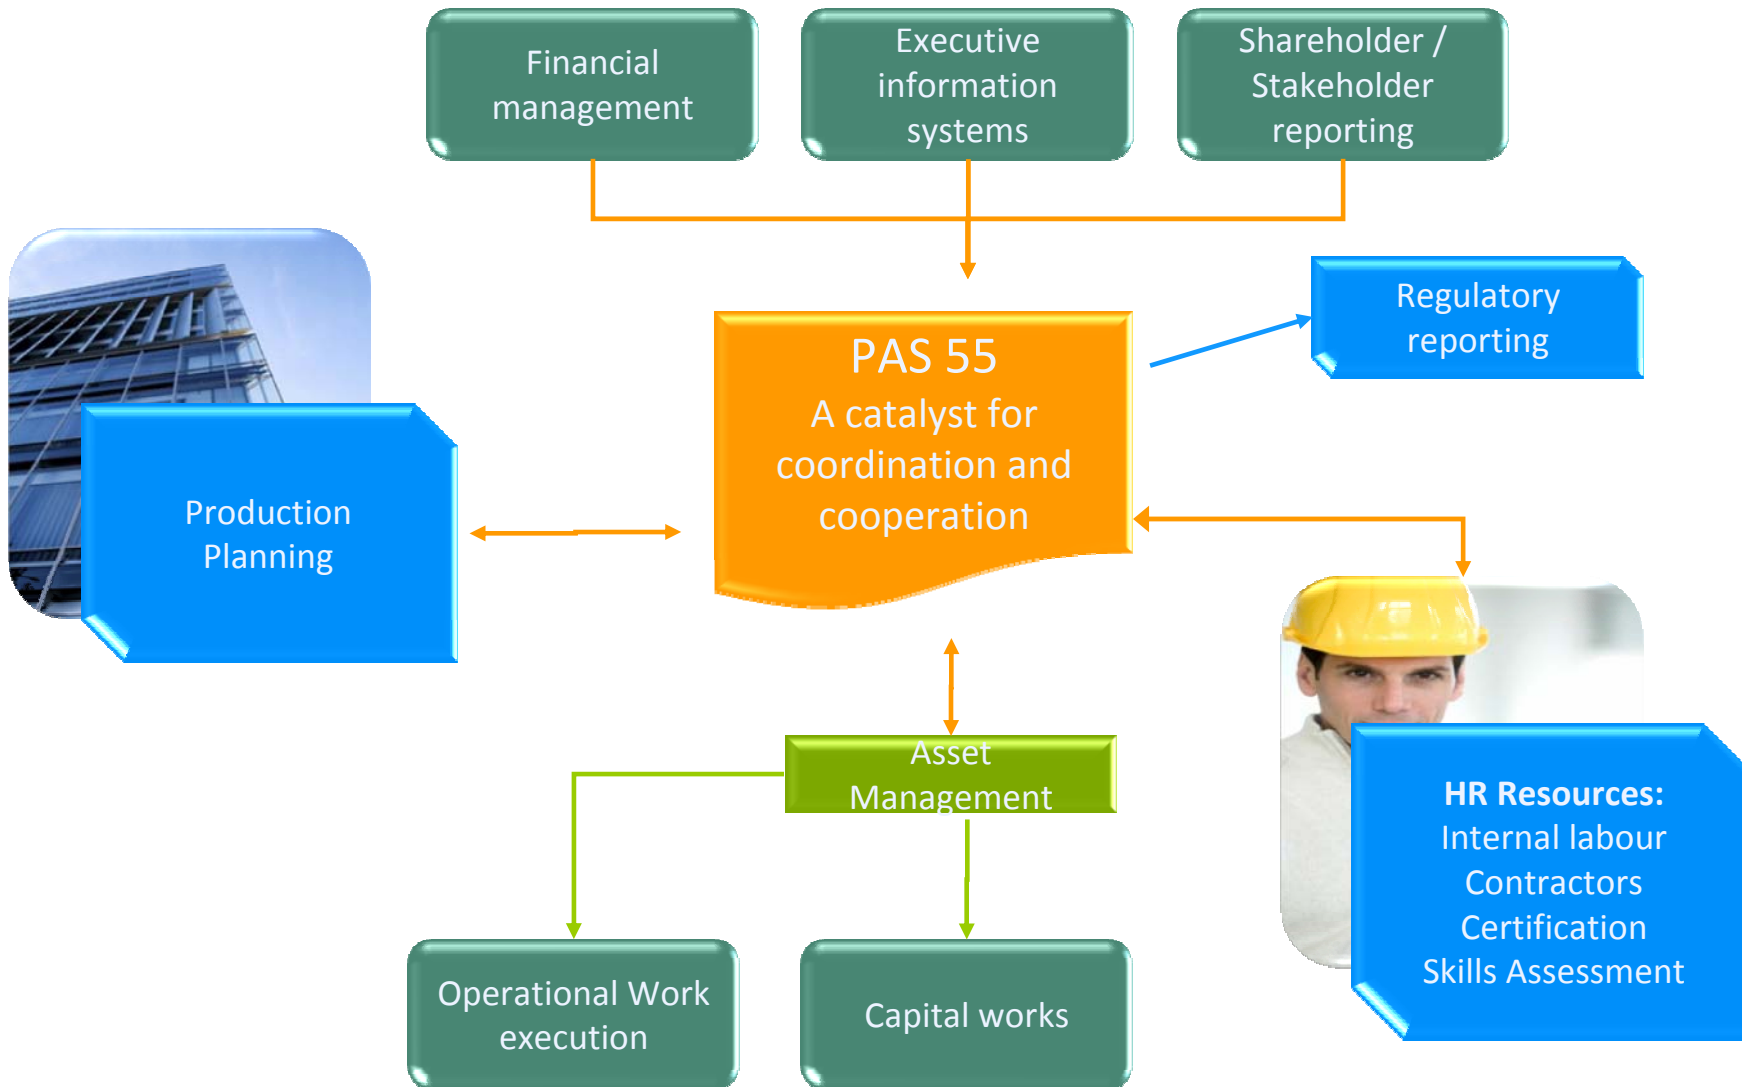 Financial
management
Executive
information
systems
Shareholder /
Stakeholder
reporting
Regulatory
reporting
PAS 55
A catalyst for
coordination and
cooperation
Production
Planning
Asset
Management
HR Resources:
Internal labour
Contractors
Certification
Skills Assessment
Operational Work
execution
Capital works